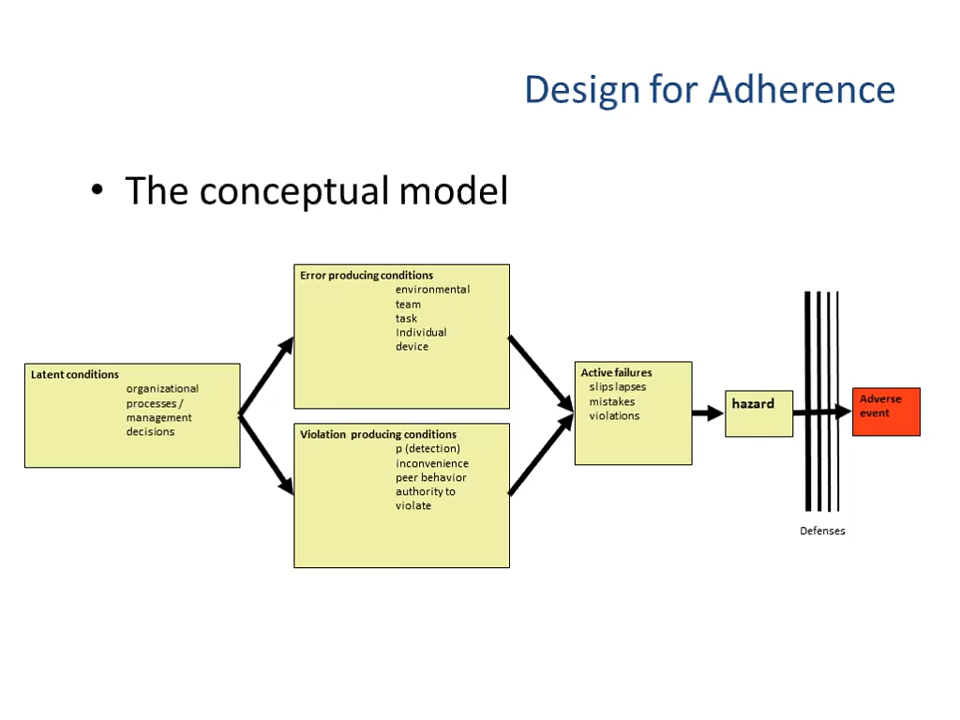 Design for Adherence
• The conceptual model
Error producing conditions
environmental
team
task
Individual
device
Latent conditions
organizational
processes /
management
decisions
Violation producing conditions
p (detection)
inconvenience
peer behavior
authority to
violate
Active failures
slips lapses
mistakes
violations
hazard
Adverse
event
Defenses